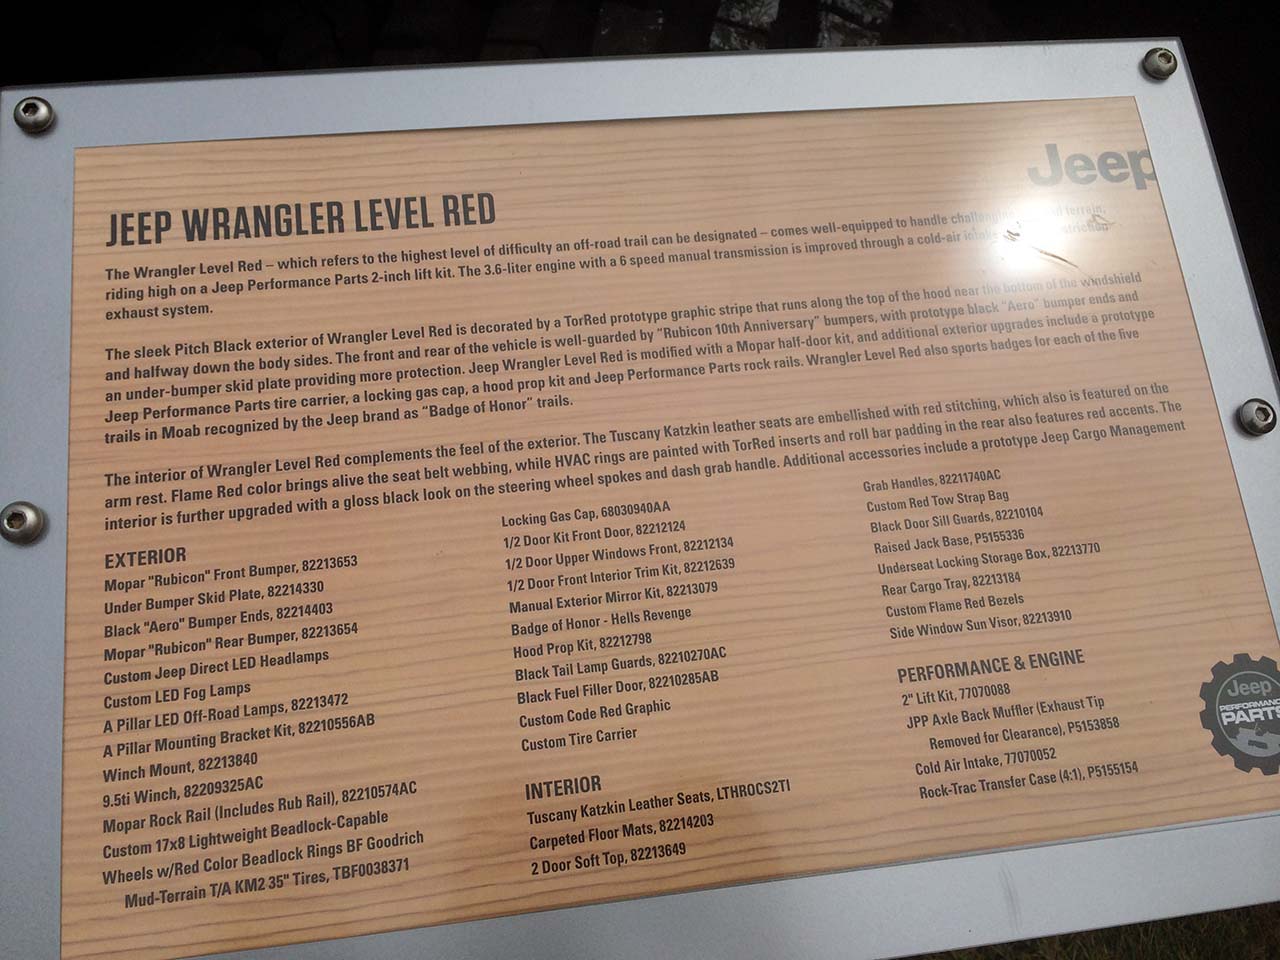 Jeep
JEEP WRANGLER LEVEL RED
The Wrangler Level Red – which refers to the highest level of difficulty an off-road trail can be designated – comes well-equipped to handle terrain,
riding high on a Jeep Performance Parts 2-inch lift kit. The 3.6-liter engine with a 6 speed manual transmission is improved through a cold-air
exhaust system.
The sleek Pitch Black exterior of Wrangler Level Red is decorated by a TorRed prototype graphic stripe that runs along the top of the hood near the bottom of the windshield
and halfway down the body sides. The front and rear of the vehicle is well-guarded by “Rubicon 10th Anniversary” bumpers, with prototype black “Aero” bumper ends and
an under-bumper skid plate providing more protection. Jeep Wrangler Level Red is modified with a Mopar half-door kit, and additional exterior upgrades include a prototype
Jeep Performance Parts tire carrier, a locking gas cap, a hood prop kit and Jeep Performance Parts rock rails. Wrangler Level Red also sports badges for each of the five
trails in Moab recognized by the Jeep brand as “Badge of Honor” trails.
The interior of Wrangler Level Red complements the feel of the exterior. The Tuscany Katzkin leather seats are embellished with red stitching, which also is featured on the
arm rest. Flame Red color brings alive the seat belt webbing, while HVAC rings are painted with TorRed inserts and roll bar padding in the rear also features red accents. The
interior is further upgraded with a gloss black look on the steering wheel spokes and dash grab handle. Additional accessories include a prototype Jeep Cargo Management
EXTERIOR
Mopar "Rubicon" Front Bumper, 82213653
Under Bumper Skid Plate, 82214330
Black "Aero" Bumper Ends, 82214403
Mopar "Rubicon" Rear Bumper, 82213654
Custom Jeep Direct LED Headlamps
Custom LED Fog Lamps
A Pillar LED Off-Road Lamps, 82213472
A Pillar Mounting Bracket Kit, 82210556AB
Winch Mount, 82213840
9.5ti Winch, 82209325AC
Mopar Rock Rail (Includes Rub Rail), 82210574AC
Custom 17x8 Lightweight Beadlock-Capable
Wheels w/Red Color Beadlock Rings BF Goodrich
Mud-Terrain T/A KM2 35" Tires, TBF0038371
Locking Gas Cap, 68030940AA
1/2 Door Kit Front Door, 82212124
1/2 Door Upper Windows Front, 82212134
1/2 Door Front Interior Trim Kit, 82212639
Manual Exterior Mirror Kit, 82213079
Badge of Honor - Hells Revenge
Hood Prop Kit, 82212798
Black Tail Lamp Guards, 82210270AC
Black Fuel Filler Door, 82210285AB
Custom Code Red Graphic
Custom Tire Carrier
INTERIOR
Tuscany Katzkin Leather Seats, LTHROCS2TI
Carpeted Floor Mats, 82214203
2 Door Soft Top, 82213649
Grab Handles, 82211740AC
Custom Red Tow Strap Bag
Black Door Sill Guards, 82210104
Raised Jack Base, P5155336
Underseat Locking Storage Box, 82213770
Rear Cargo Tray, 82213184
Custom Flame Red Bezels
Side Window Sun Visor, 82213910
PERFORMANCE & ENGINE
2" Lift Kit, 77070088
JPP Axle Back Muffler (Exhaust Tip
Removed for Clearance), P5153858
Cold Air Intake, 77070052
Rock-Trac Transfer Case (4:1), P5155154
Jeep
PERFORMANC
PARTS